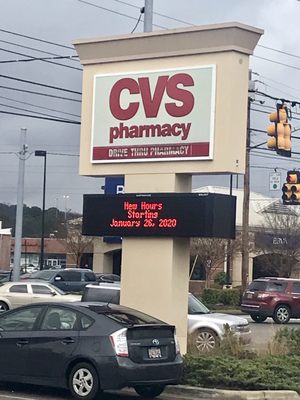 CVS
pharmacy
DRIVE THRU PHARMACY
New Hours
Starting
January 26, 2020